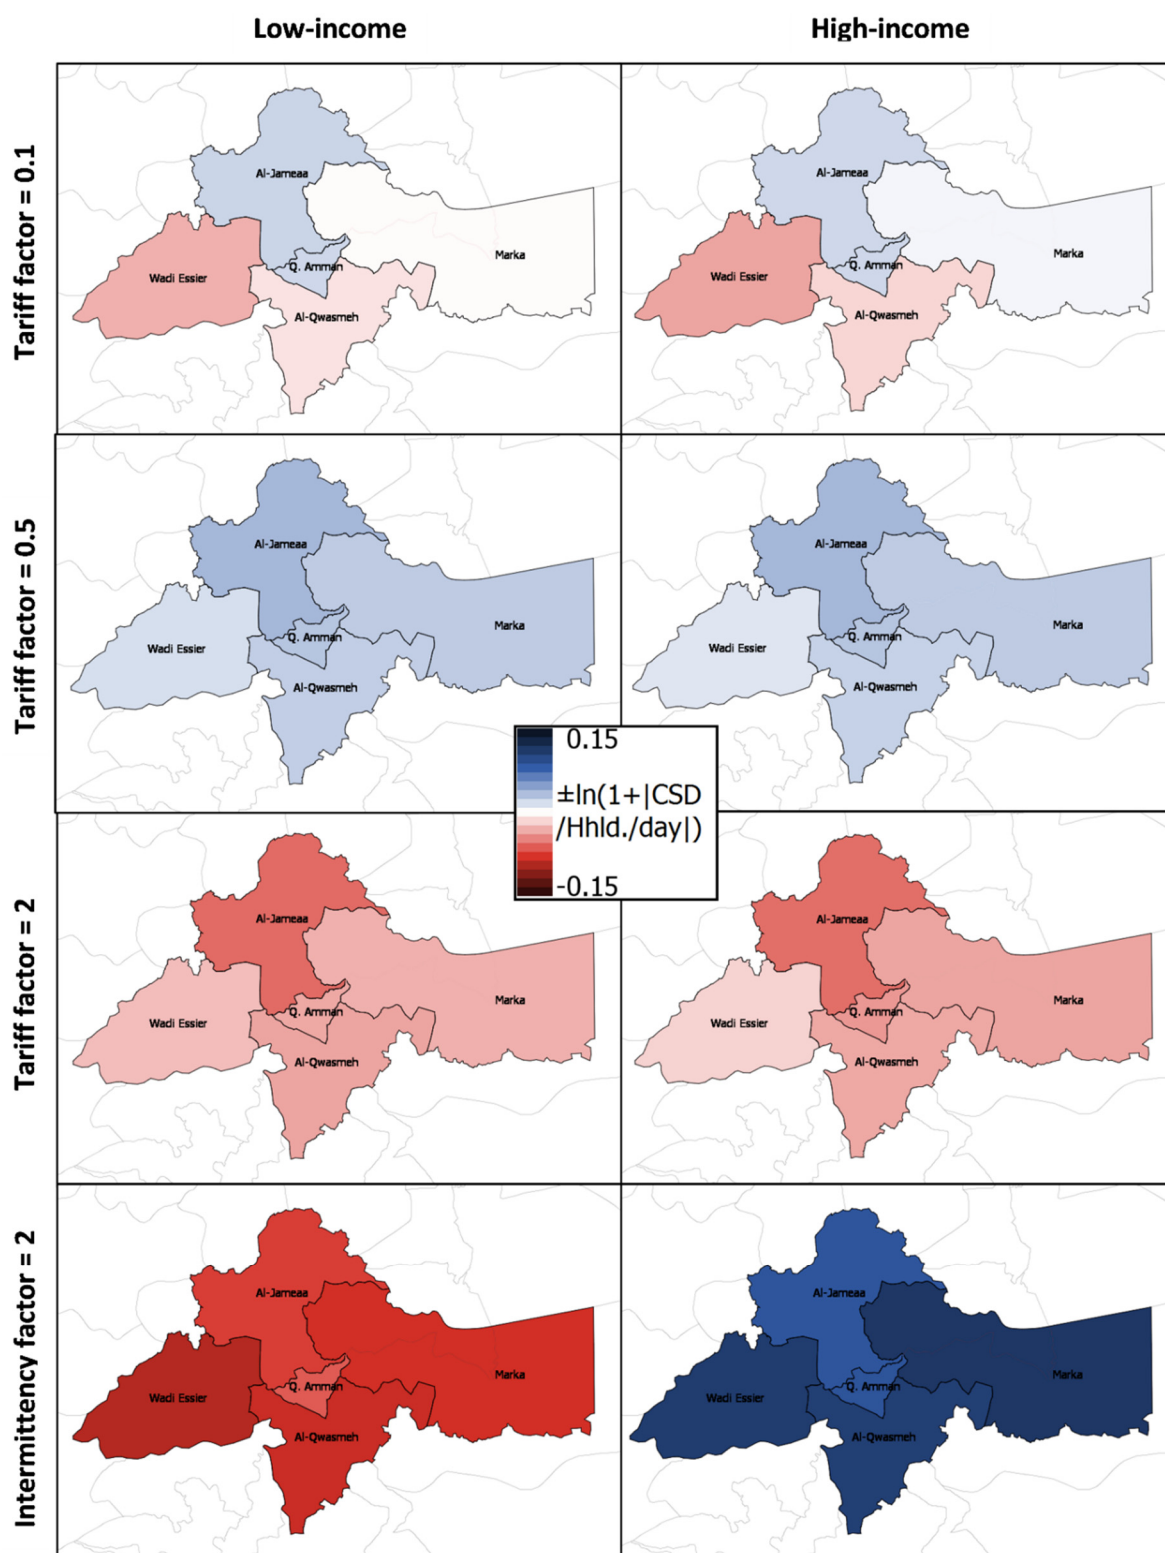 Low-income
High-income
Tariff factor = 0.1
Al-Jameaa
Q. Amman
Marka
Wadi Essier
Al-Qwasmeh
Al-Jameaa
Q. Amman
Marka
Wadi Essier
Al-Qwasmeh
Tariff factor = 0.5
Al-Jameaa
Q. Amman
Marka
Wadi Essier
Al-Qwasmeh
Al-Jameaa
Q. Amman
Marka
Wadi Essier
Al-Qwasmeh
0.15
±ln(1+|CSD
/Hhld./day|)
-0.15
Tariff factor = 2
Al-Jameaa
Q. Amman
Marka
Wadi Essier
Al-Qwasmeh
Al-Jameaa
Q. Amman
Marka
Wadi Essier
Al-Qwasmeh
Intermittency factor = 2
Al-Jameaa
Q. Amman
Marka
Wadi Essier
Al-Qwasmeh
Al-Jameaa
Q. Amman
Marka
Wadi Essier
Al-Qwasmeh